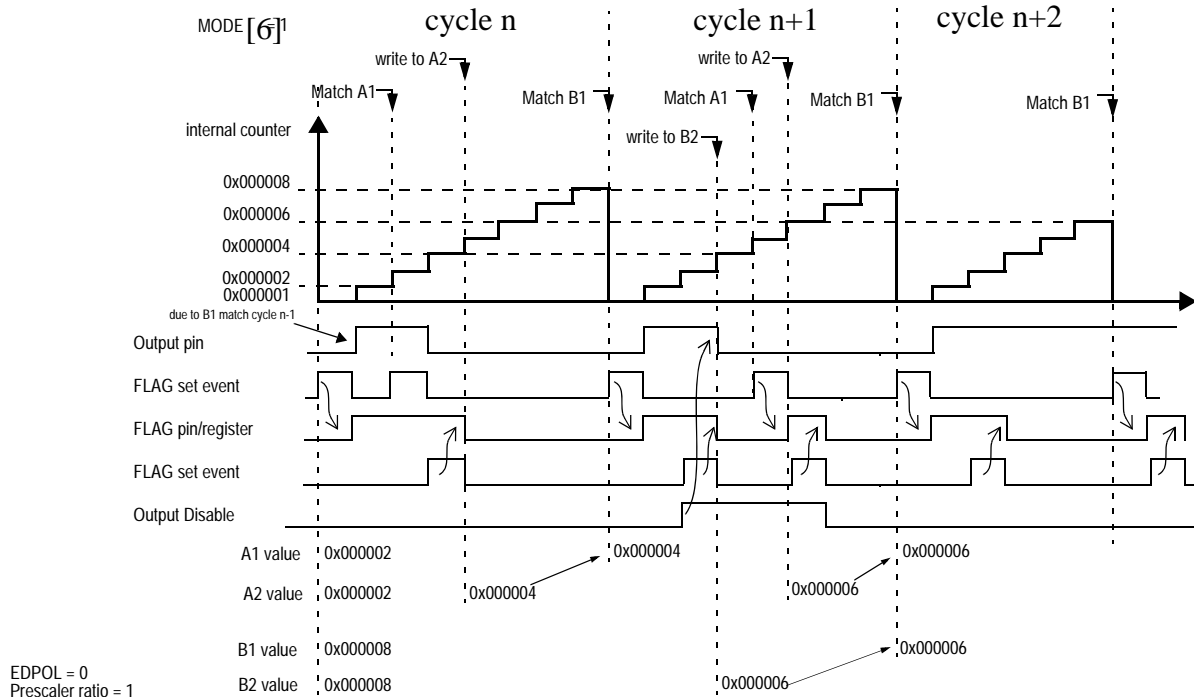 MODE [6]=1
cycle n
cycle n+1
cycle n+2
write to A2
write to A2
Match A1
Match B1
Match A1
Match B1
Match B1
internal counter
write to B2
0x000008
0x000006
0x000004
0x000002
0x000001
due to B1 match cycle n-1
Output pin
FLAG set event
FLAG pin/register
FLAG set event
Output Disable
A1 value 0x000002 0x000004 0x000006
A2 value 0x000002 0x000004 0x000006
B1 value 0x000008 0x000006
B2 value 0x000008 0x000006
EDPOL = 0
Prescaler ratio = 1